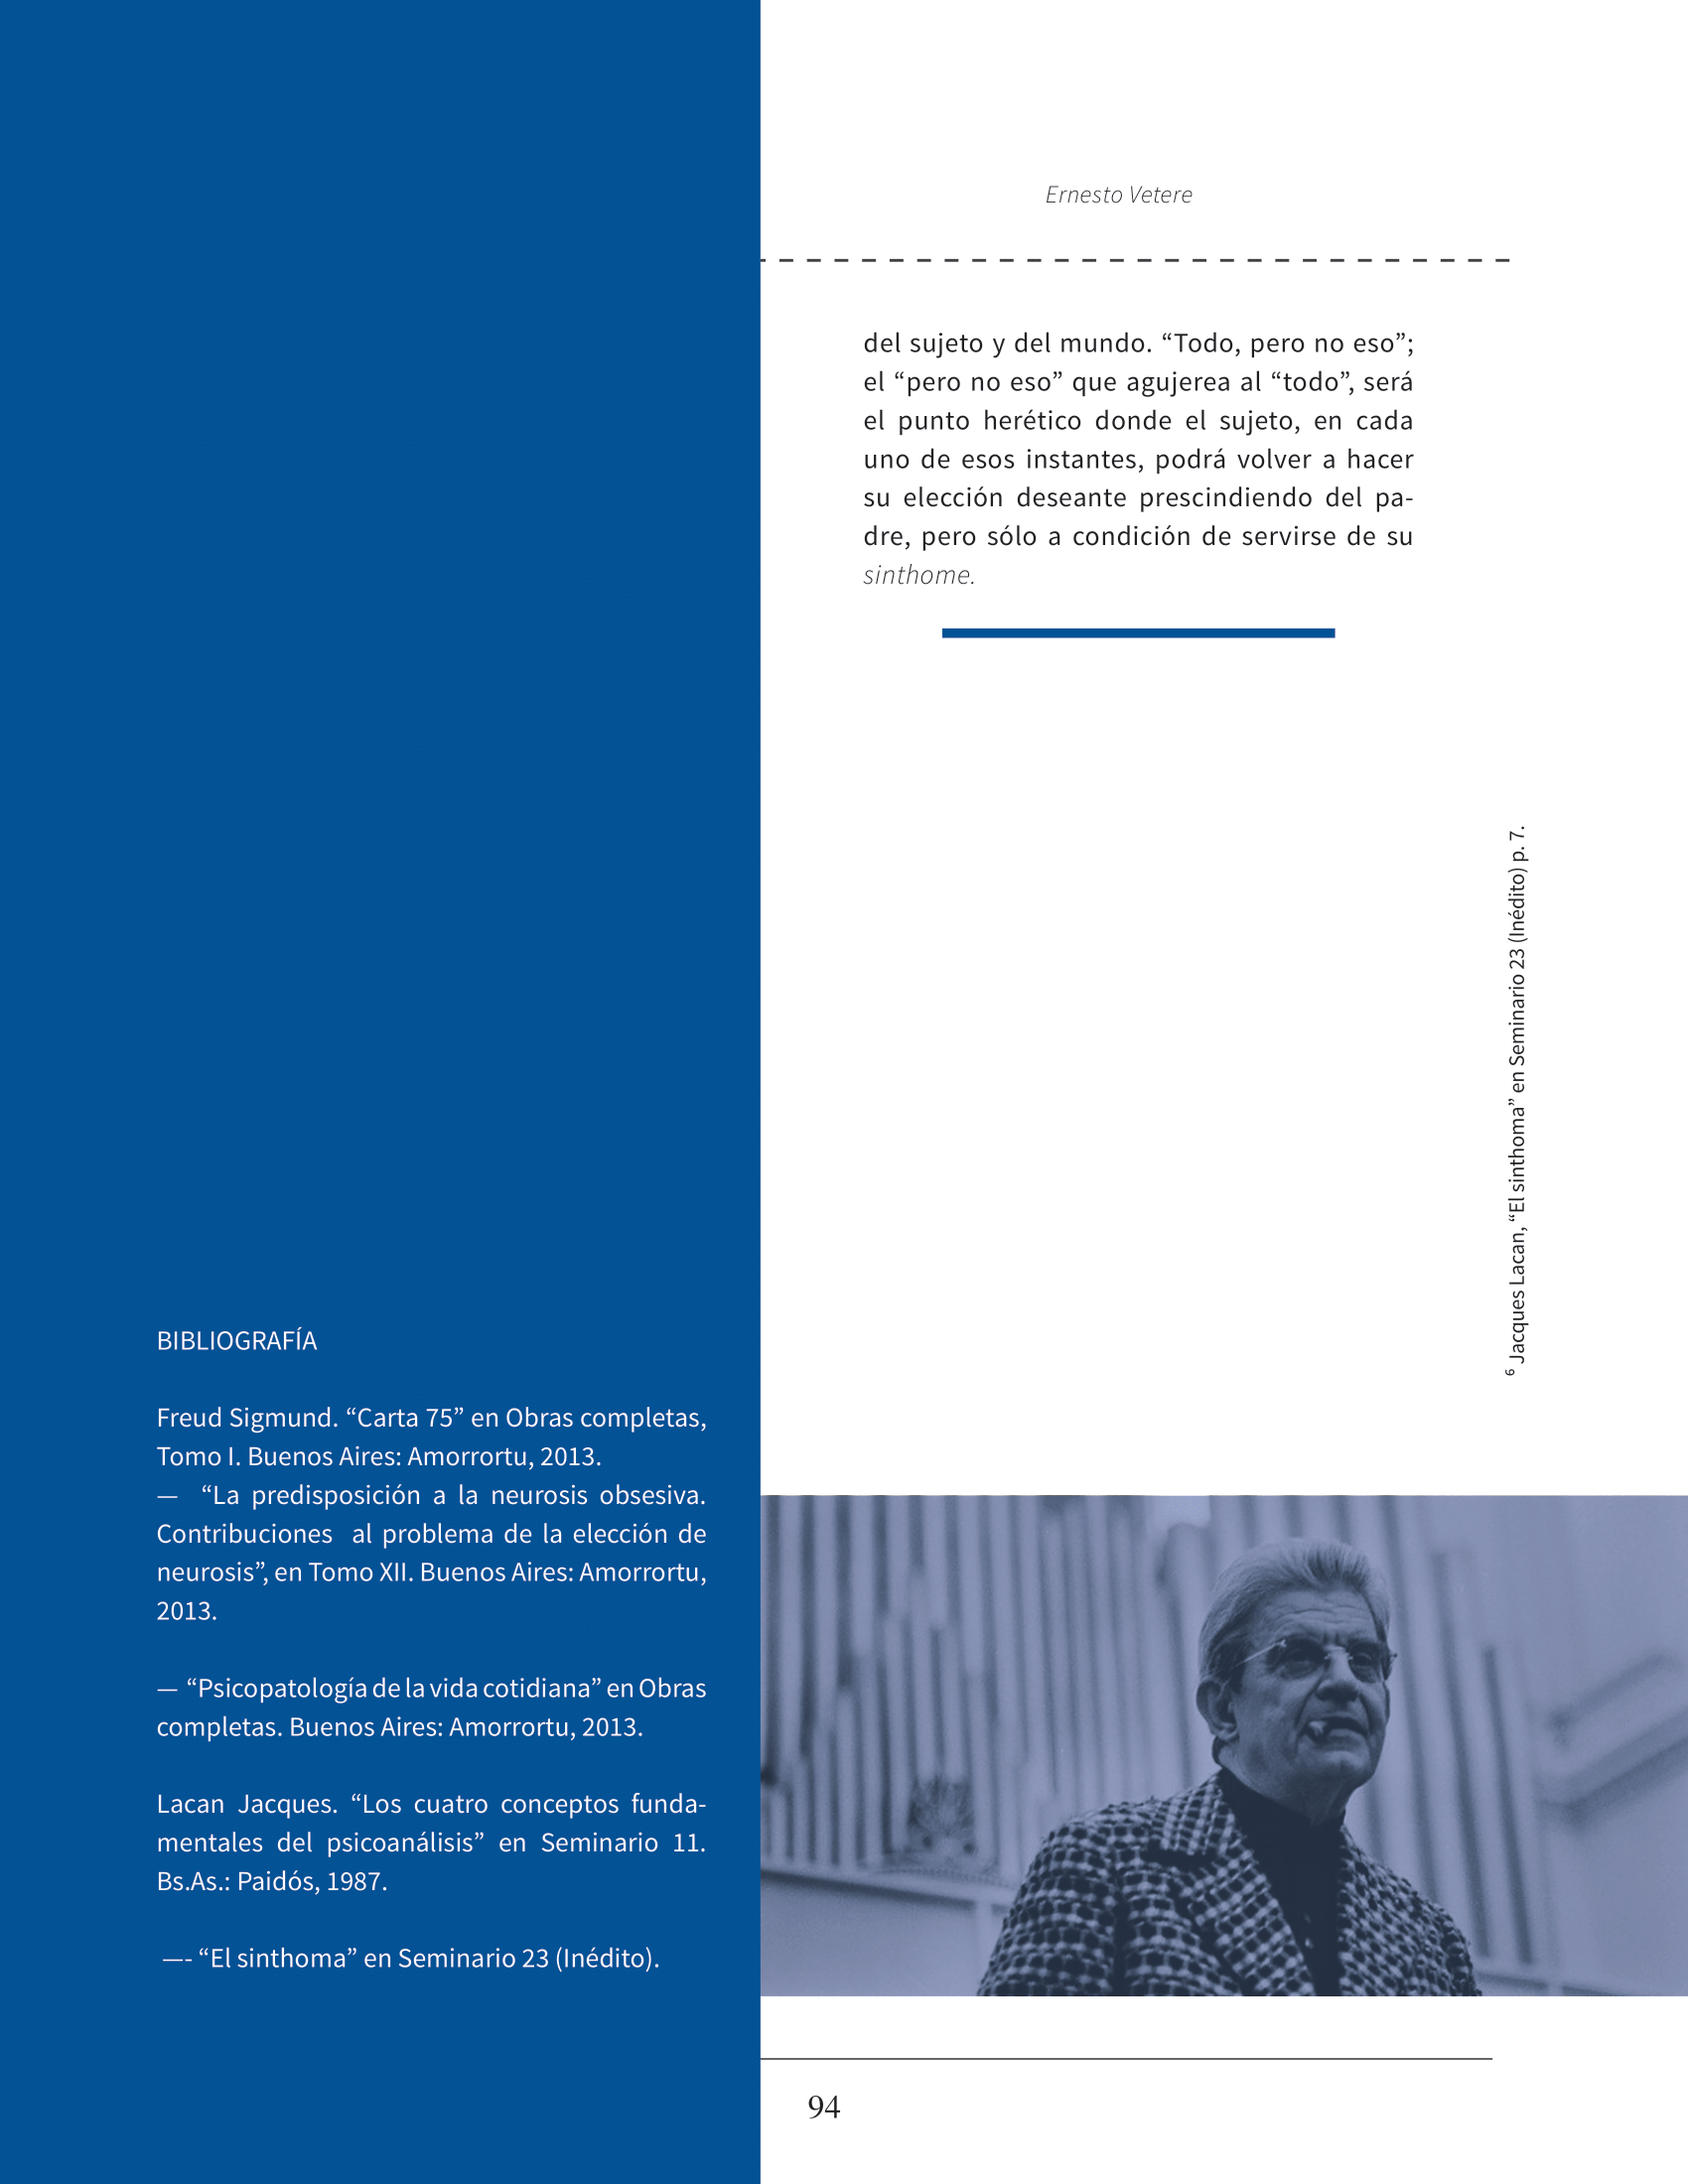 Ernesto Vetere
del sujeto y del mundo. “Todo, pero no eso”;
el “pero no eso” que agujerea al “todo”, será
el punto herético donde el sujeto, en cada
uno de esos instantes, podrá volver a hacer
su elección deseante prescindiendo del pa-
dre, pero sólo a condición de servirse de su
sinthome.
⁶ Jacques Lacan, “El sinthoma” en Seminario 23 (Inédito) p. 7.
BIBLIOGRAFÍA
Freud Sigmund. “Carta 75” en Obras completas,
Tomo I. Buenos Aires: Amorrortu, 2013.
— “La predisposición a la neurosis obsesiva.
Contribuciones al problema de la elección de
neurosis”, en Tomo XII. Buenos Aires: Amorrortu,
2013.
— “Psicopatología de la vida cotidiana” en Obras
completas. Buenos Aires: Amorrortu, 2013.
Lacan Jacques. “Los cuatro conceptos funda-
mentales del psicoanálisis” en Seminario 11.
Bs.As.: Paidós, 1987.
—- “El sinthoma” en Seminario 23 (Inédito).
94